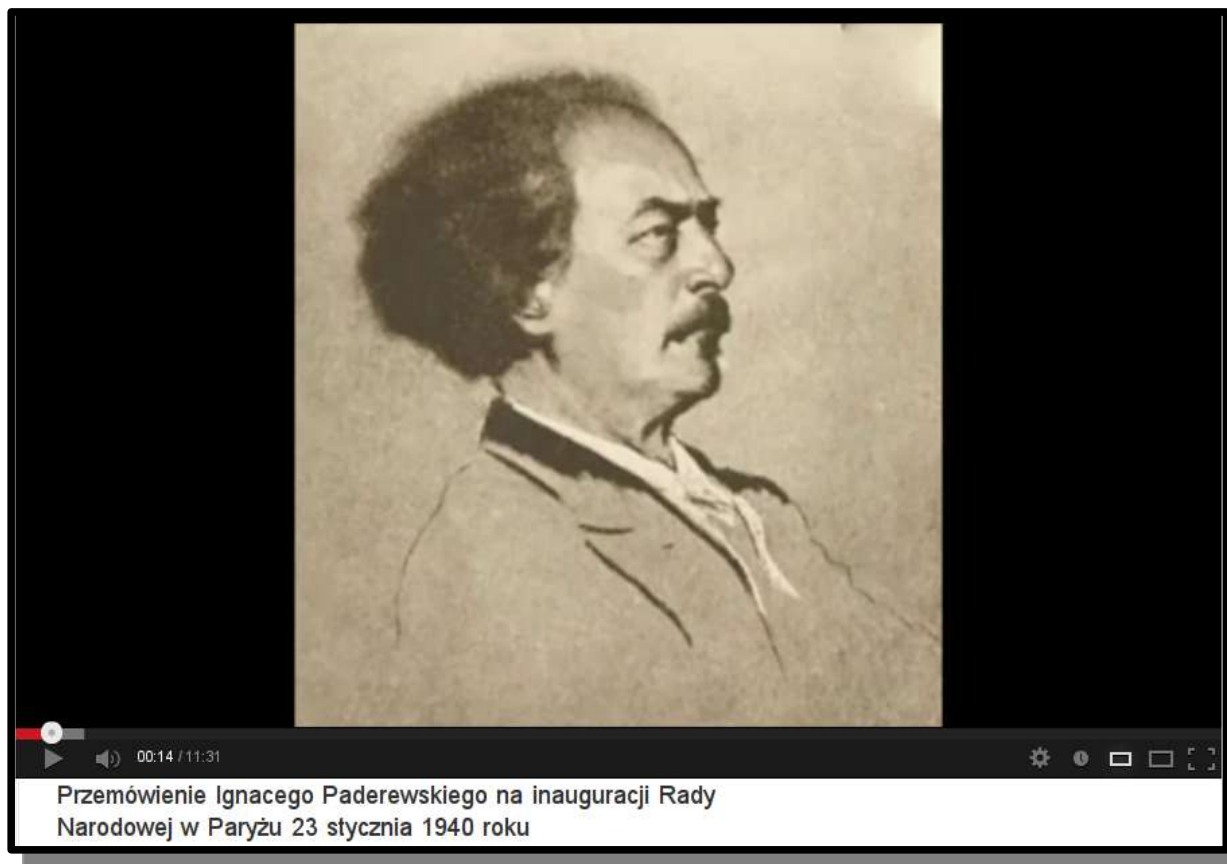 00:14 / 11:31
Przemówienie Ignacego Paderewskiego na inauguracji Rady
Narodowej w Paryżu 23 stycznia 1940 roku